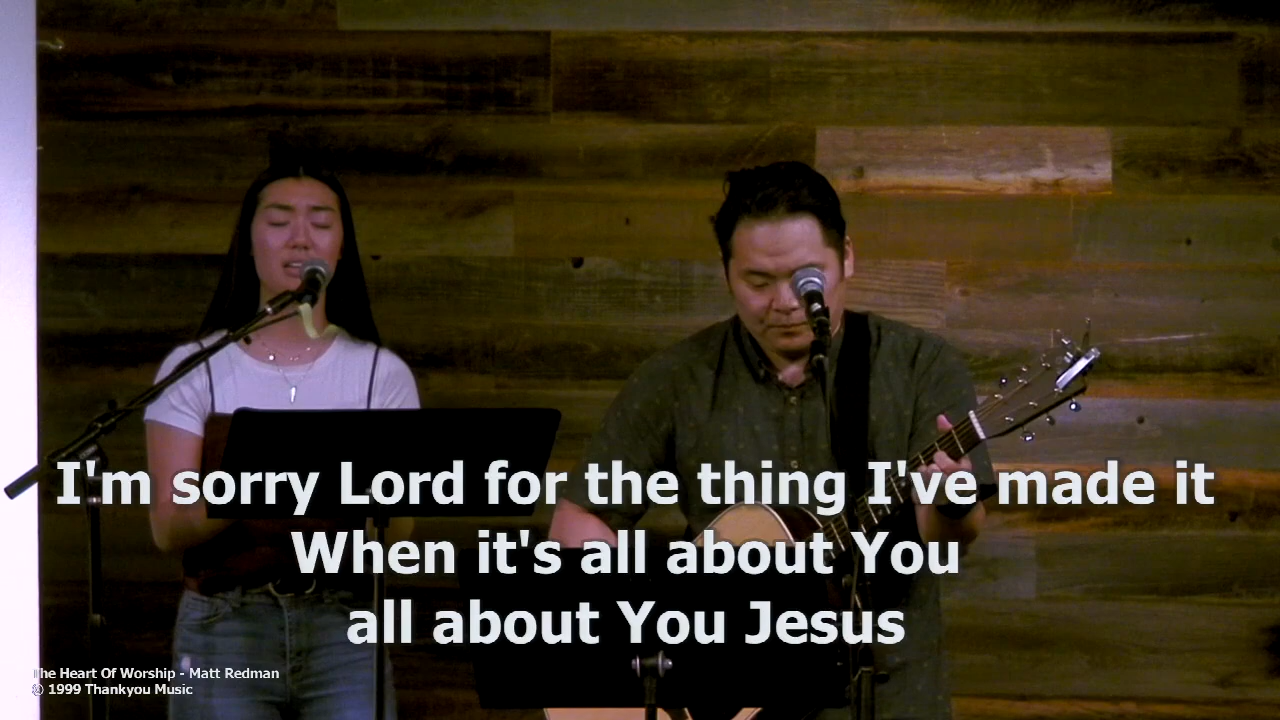 I'm sorry Lord for the thing I've made it
When it's all about You
all about You Jesus
The Heart Of Worship - Matt Redman
© 1999 Thankyou Music